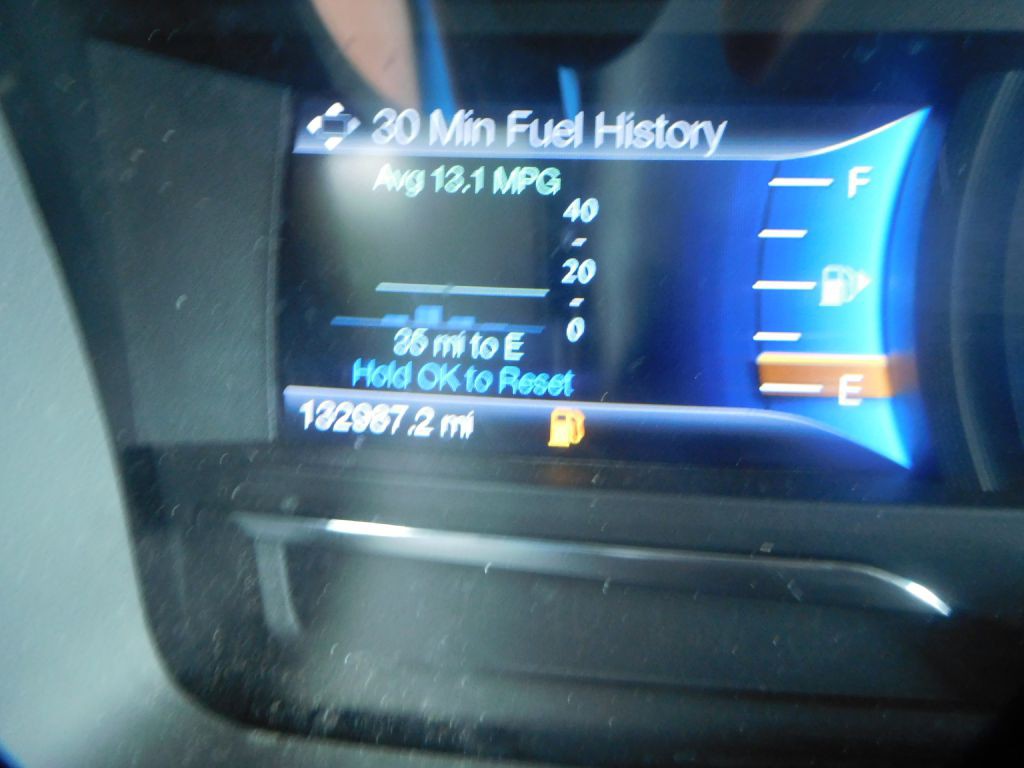 30 Min Fuel History
Avg 13.1 MPG
40
20
0
35 mi to E
Hold OK to Reset
132987.2 mi
F
E